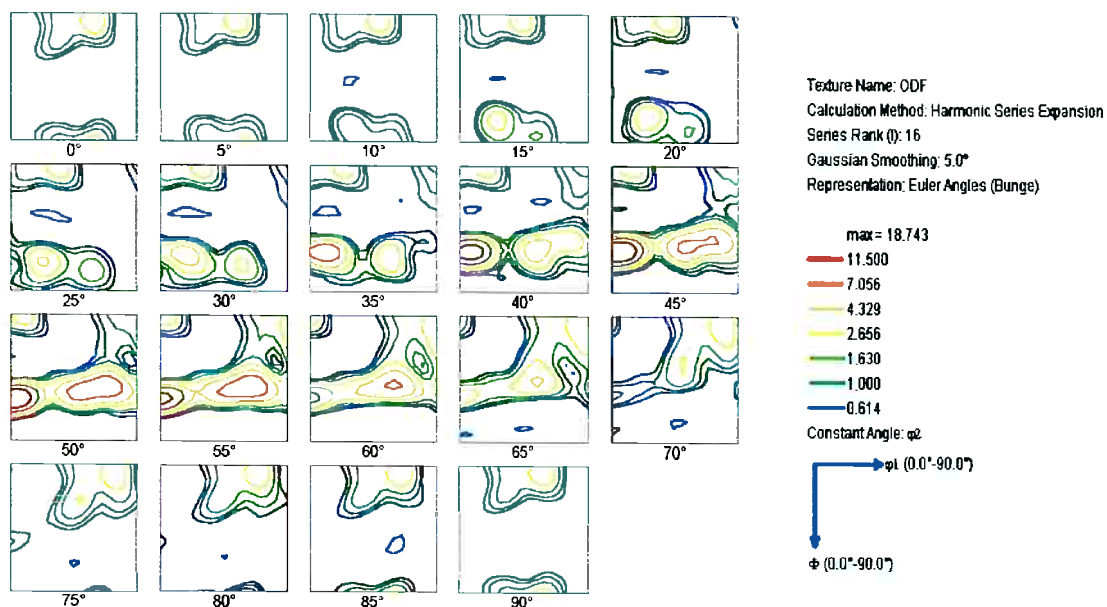 0° 5° 10° 15° 20°
25° 30° 35° 40° 45°
50° 55° 60° 65° 70°
75° 80° 85° 90°
Texture Name: ODF
Calculation Method: Harmonic Series Expansion
Series Rank (l): 16
Gaussian Smoothing: 5.0°
Representation: Euler Angles (Bunge)
max = 18.743
11.500
7.056
4.329
2.656
1.630
1.000
0.614
Constant Angle: φ2
φ1 (0.0°-90.0°)
Φ (0.0°-90.0°)